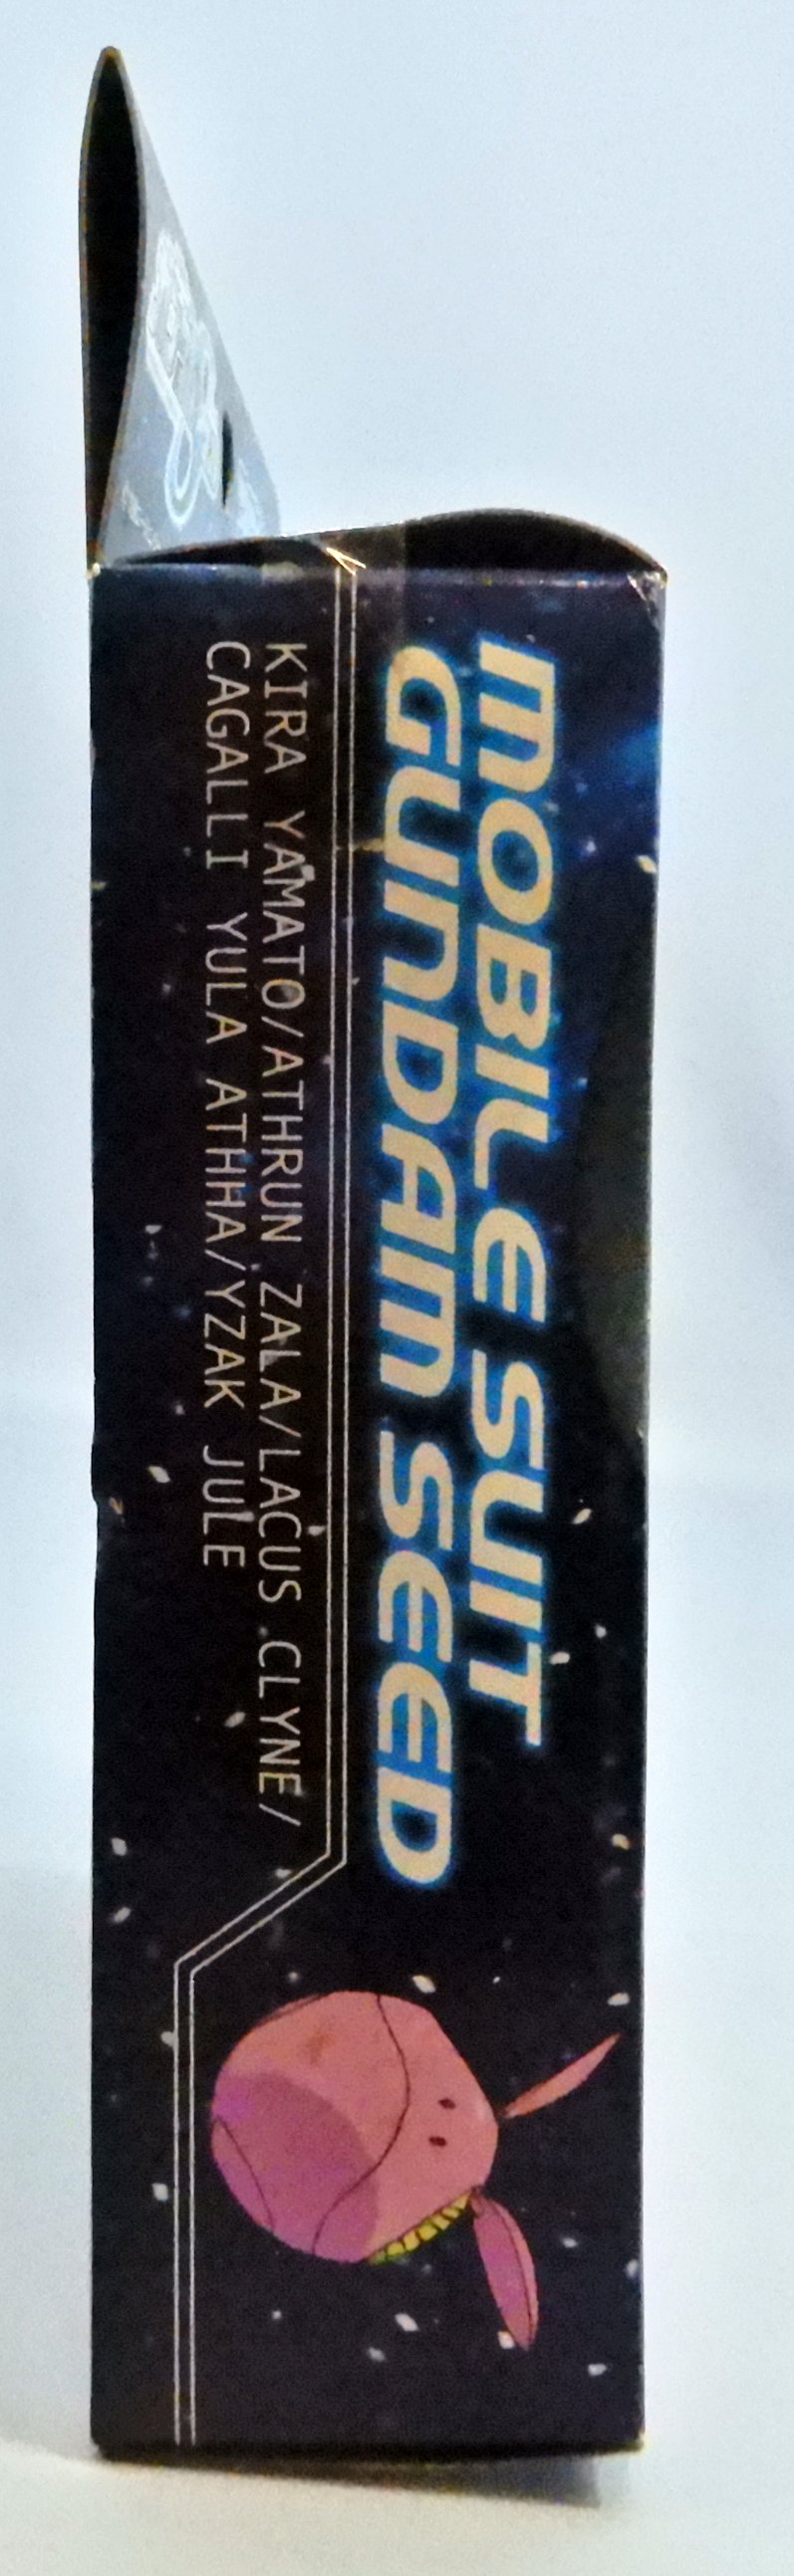 MOBILE SUIT
GUNDAM SEED
KIRA YAMATO/ATHRUN ZALA/LACUS CLYNE/
CAGALLI YULA ATHHA/YZAK JULE